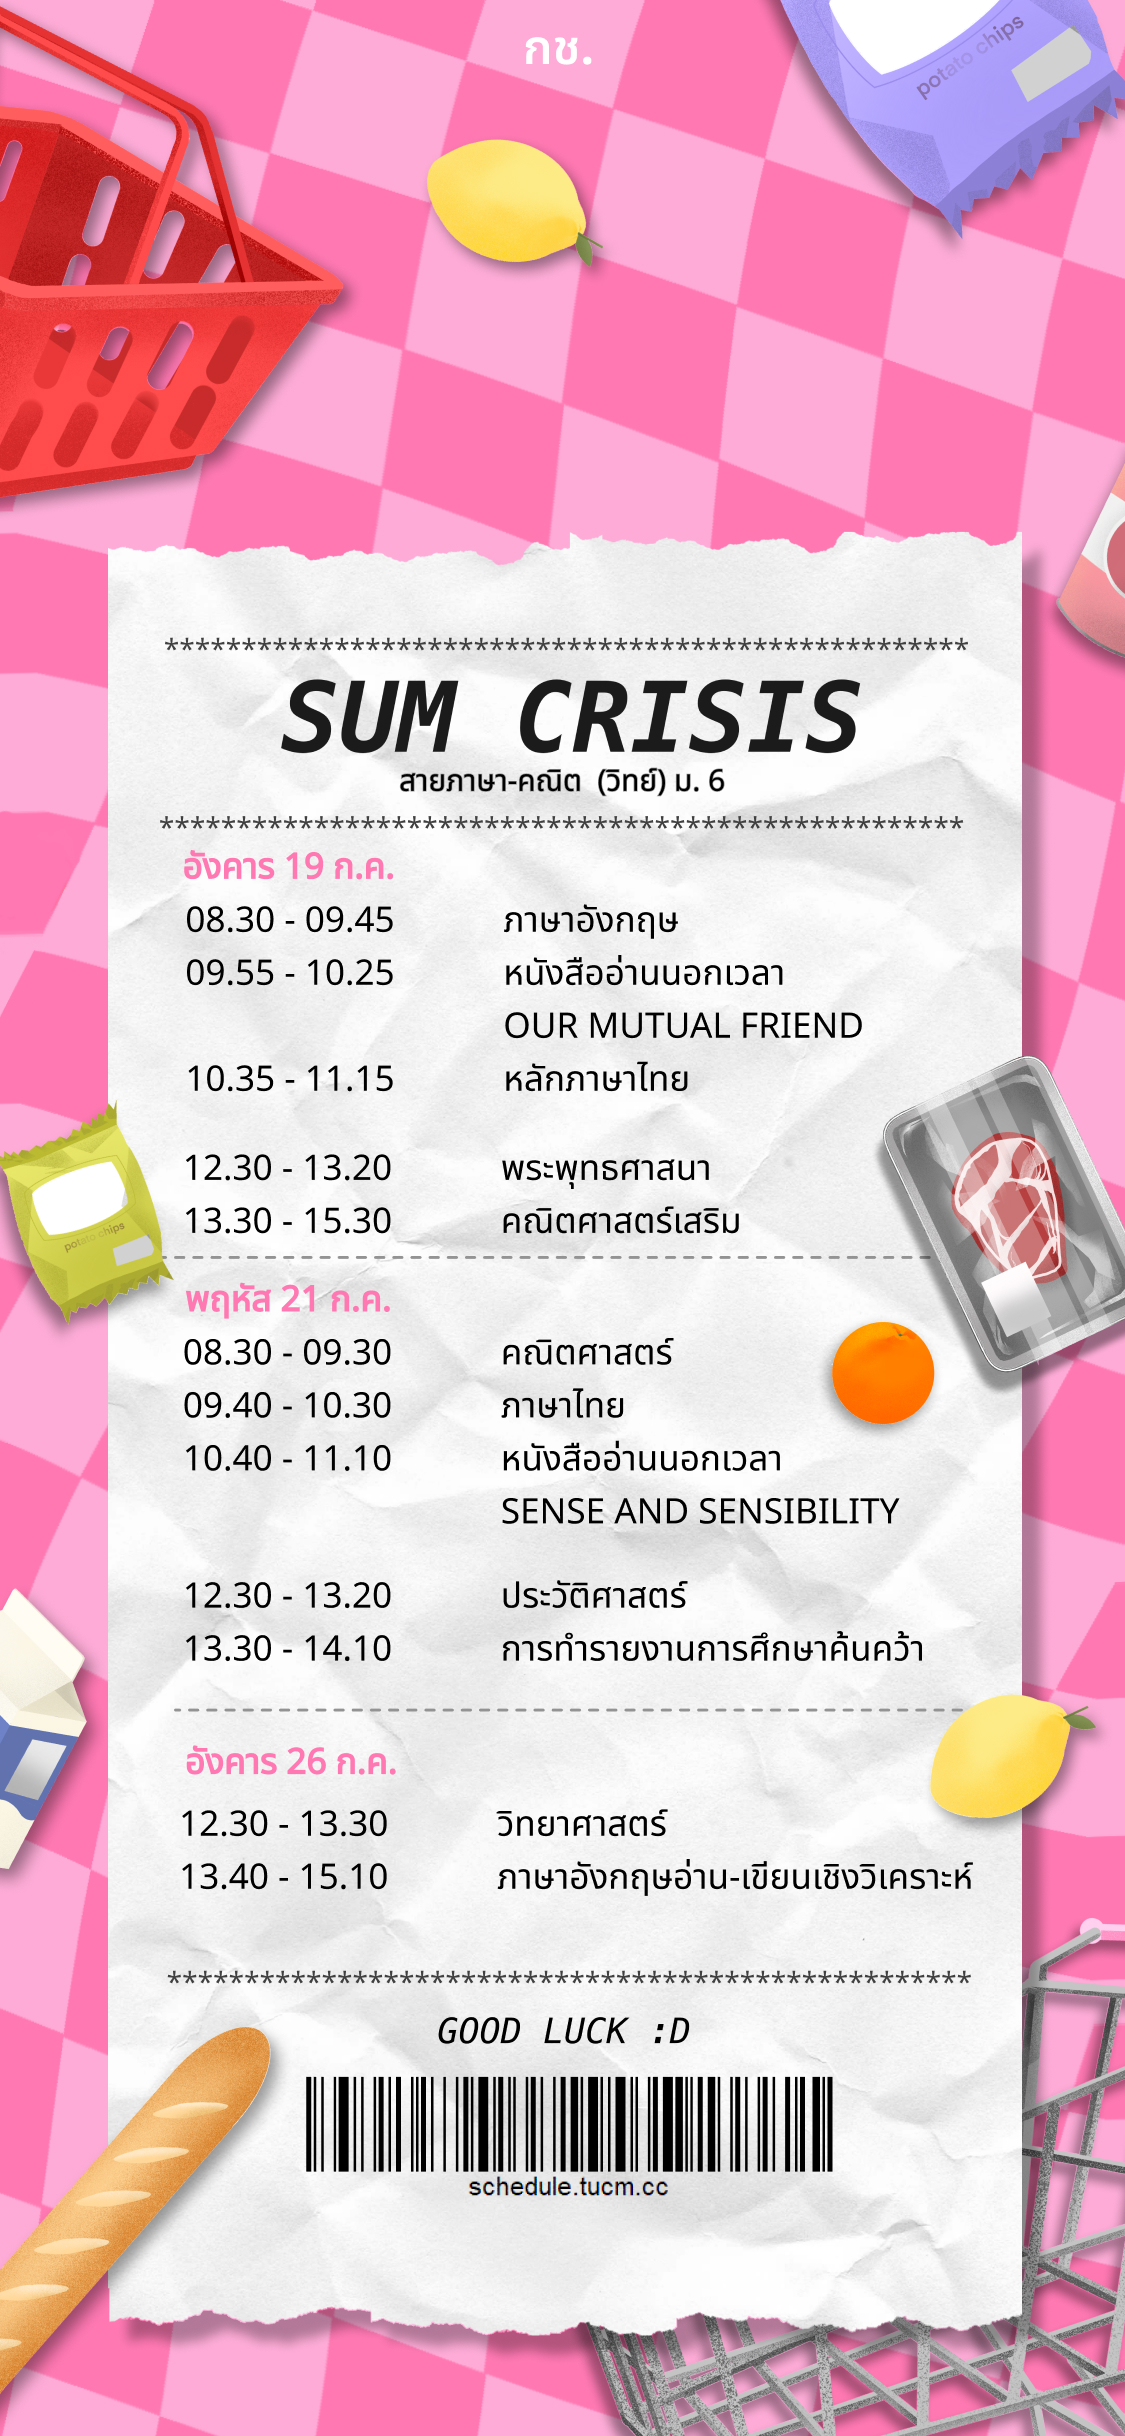 กช.
potato chips
***************************************************
SUM CRISIS
สายภาษา-คณิต (วิทย์) ม. 6
***************************************************
อังคาร 19 ก.ค.
08.30 - 09.45 ภาษาอังกฤษ
09.55 - 10.25 หนังสืออ่านนอกเวลา
OUR MUTUAL FRIEND
10.35 - 11.15 หลักภาษาไทย
12.30 - 13.20 พระพุทธศาสนา
13.30 - 15.30 คณิตศาสตร์เสริม
potato chips
พฤหัส 21 ก.ค.
08.30 - 09.30 คณิตศาสตร์
09.40 - 10.30 ภาษาไทย
10.40 - 11.10 หนังสืออ่านนอกเวลา
SENSE AND SENSIBILITY
12.30 - 13.20 ประวัติศาสตร์
13.30 - 14.10 การทำรายงานการศึกษาค้นคว้า
อังคาร 26 ก.ค.
12.30 - 13.30 วิทยาศาสตร์
13.40 - 15.10 ภาษาอังกฤษอ่าน-เขียนเชิงวิเคราะห์
***************************************************
GOOD LUCK :D
schedule.tucm.cc